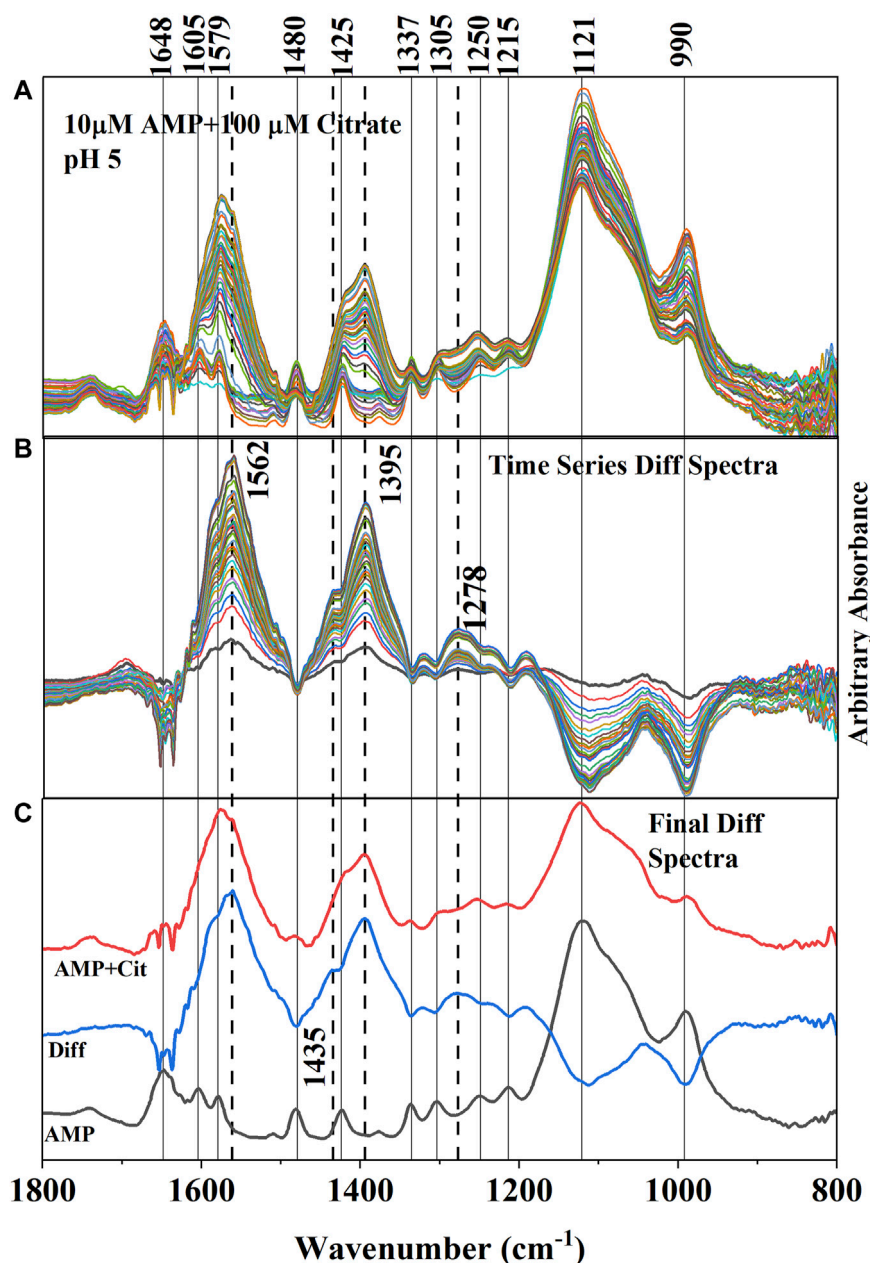 1648
1605
1579
1480
1425
1337
1305
1250
1215
1121
990
A
10μM AMP+100 μM Citrate
pH 5
B
Time Series Diff Spectra
1562
1395
1278
Arbitrary Absorbance
C
Final Diff
Spectra
AMP+Cit
Diff
1435
AMP
1800 1600 1400 1200 1000 800
Wavenumber (cm⁻¹)